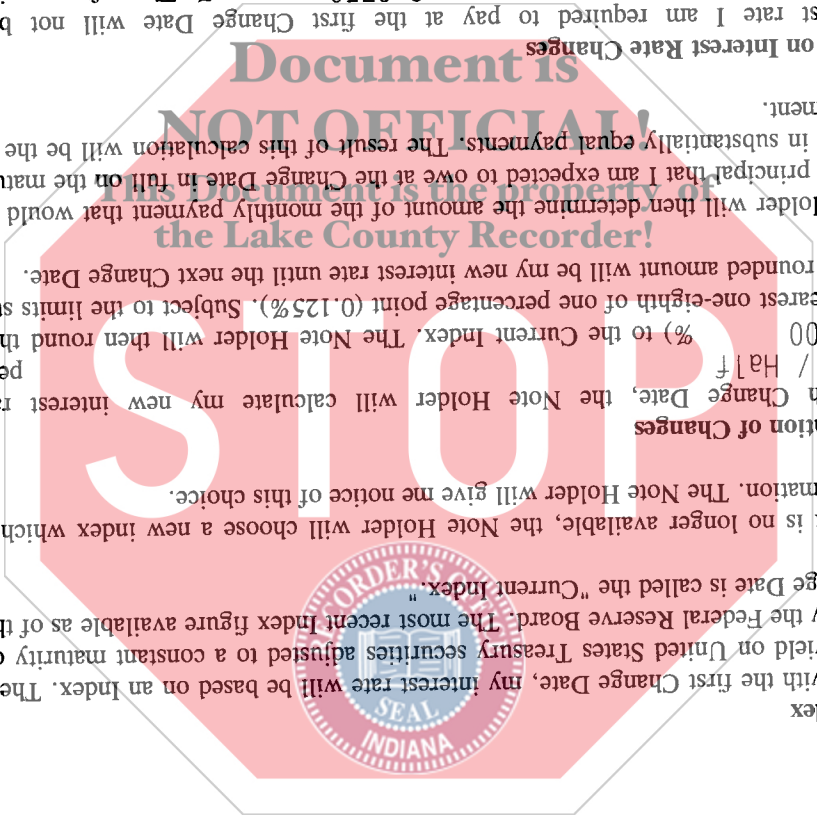 Document is
NOT OFFICIAL!
This Document is the property of
the Lake County Recorder!
STOP
RECORDER'S
SEAL
INDIANA
dex
with the first Change Date, my interest rate will be based on an Index. The
yield on United States Treasury securities adjusted to a constant maturity
the Federal Reserve Board. The most recent Index figure available as of th
ge Date is called the "Current Index."
is no longer available, the Note Holder will choose a new index which
mation. The Note Holder will give me notice of this choice.
tion of Changes
Change Date, the Note Holder will calculate my new interest ra
/ Half pe
00 %) to the Current Index. The Note Holder will then round th
earest one-eighth of one percentage point (0.125%). Subject to the limits s
rounded amount will be my new interest rate until the next Change Date.
older will then determine the amount of the monthly payment that would
principal that I am expected to owe at the Change Date in full on the matu
in substantially equal payments. The result of this calculation will be the
ment.
on Interest Rate Changes
st rate I am required to pay at the first Change Date will not b